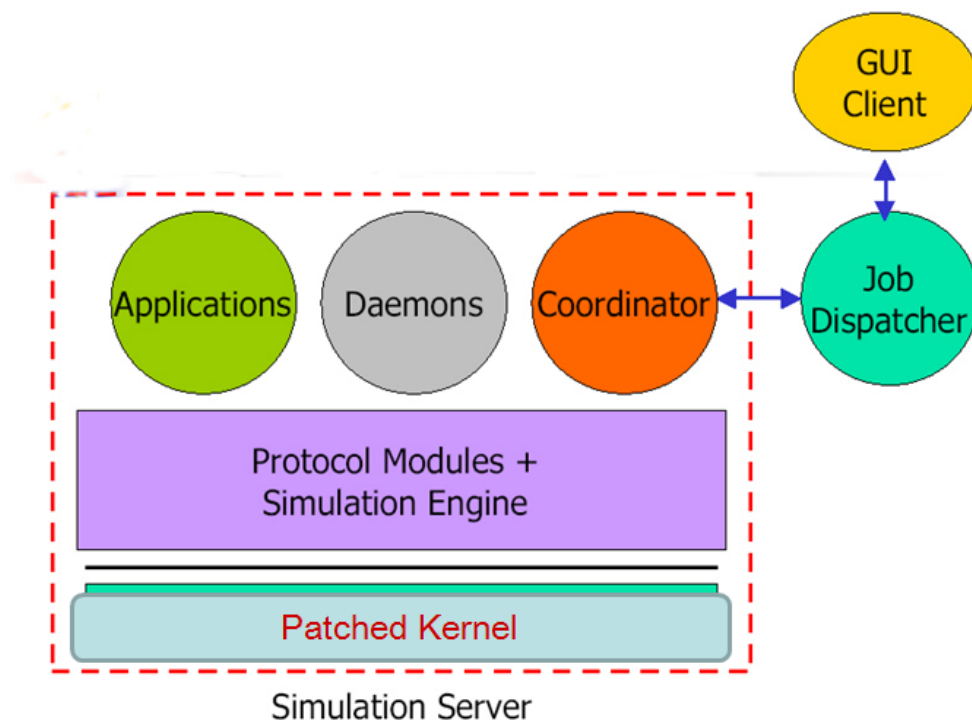 GUI
Client
Applications
Daemons
Coordinator
Job
Dispatcher
Protocol Modules +
Simulation Engine
Patched Kernel
Simulation Server